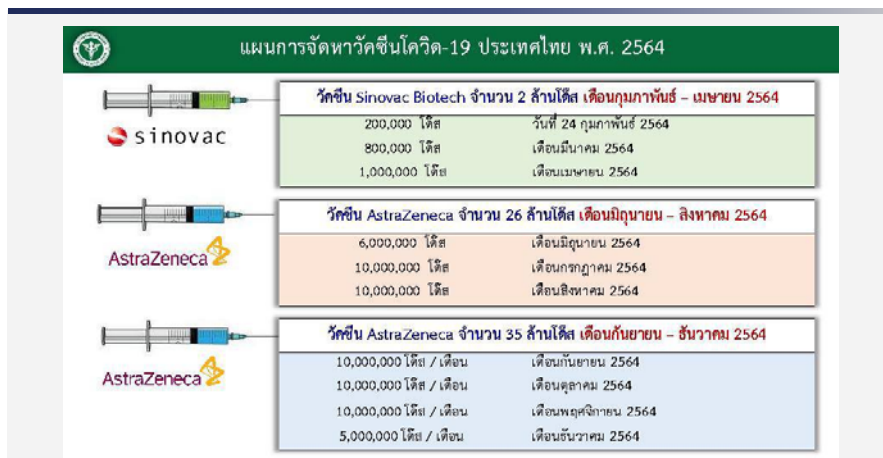 แผนการจัดหาวัคซีนโควิด-19 ประเทศไทย พ.ศ. 2564
sinovac
วัคซีน Sinovac Biotech จำนวน 2 ล้านโด๊ส เดือนกุมภาพันธ์ – เมษายน 2564
200,000 โด๊ส วันที่ 24 กุมภาพันธ์ 2564
800,000 โด๊ส เดือนมีนาคม 2564
1,000,000 โด๊ส เดือนเมษายน 2564
AstraZeneca
วัคซีน AstraZeneca จำนวน 26 ล้านโด๊ส เดือนมิถุนายน – สิงหาคม 2564
6,000,000 โด๊ส เดือนมิถุนายน 2564
10,000,000 โด๊ส เดือนกรกฎาคม 2564
10,000,000 โด๊ส เดือนสิงหาคม 2564
AstraZeneca
วัคซีน AstraZeneca จำนวน 35 ล้านโด๊ส เดือนกันยายน – ธันวาคม 2564
10,000,000 โด๊ส / เดือน เดือนกันยายน 2564
10,000,000 โด๊ส / เดือน เดือนตุลาคม 2564
10,000,000 โด๊ส / เดือน เดือนพฤศจิกายน 2564
5,000,000 โด๊ส / เดือน เดือนธันวาคม 2564